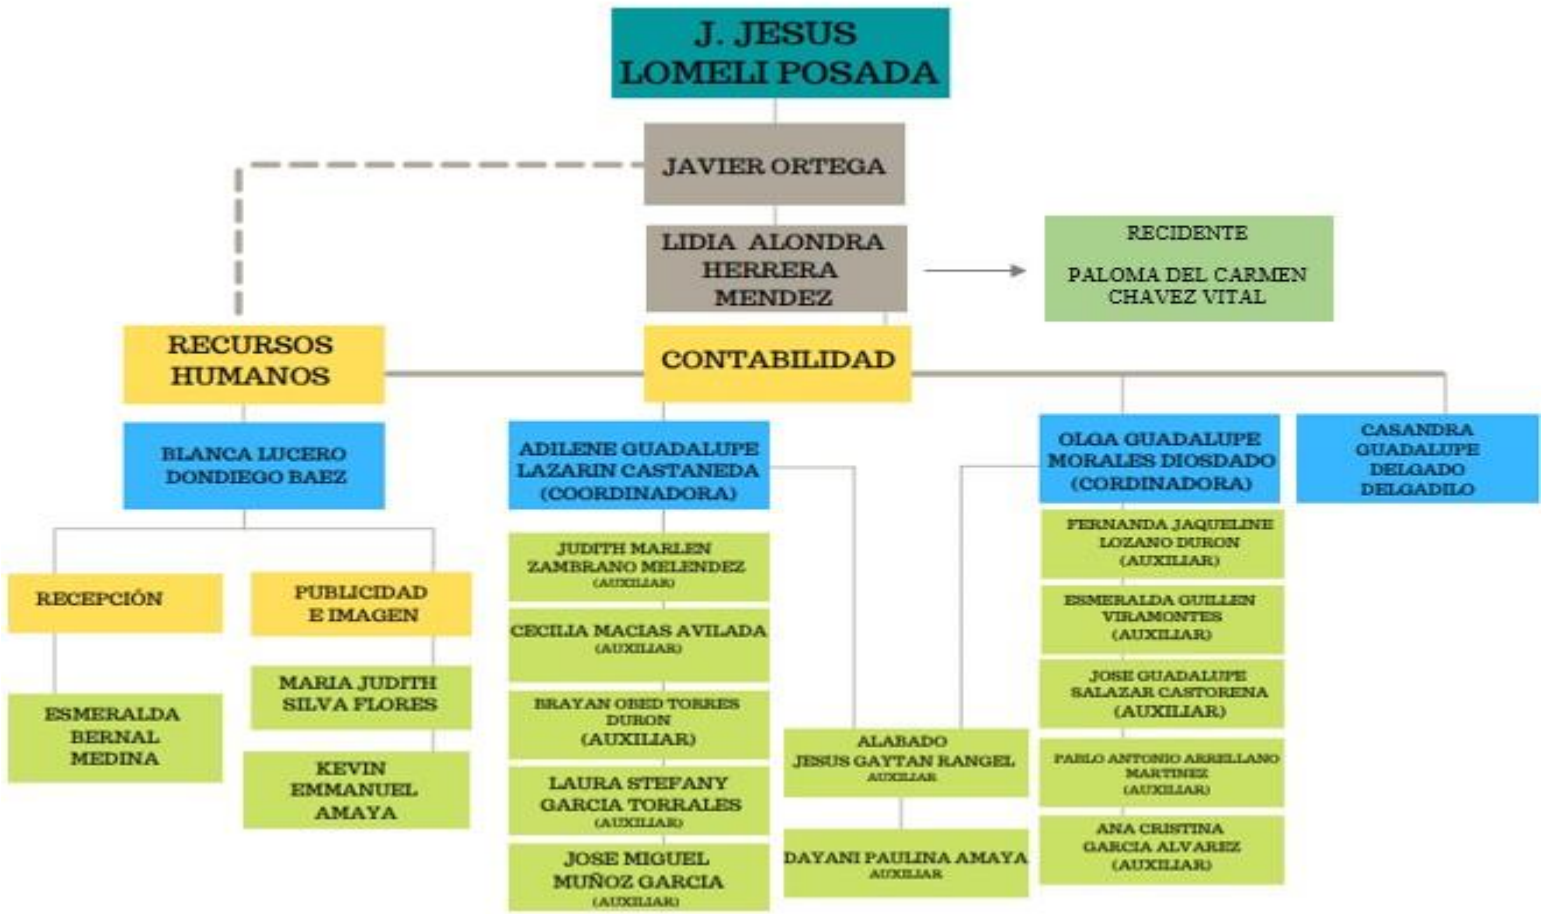 J. JESUS
LOMELI POSADA
JAVIER ORTEGA
LIDIA ALONDRA
HERRERA
MENDEZ
RECIDENTE
PALOMA DEL CARMEN
CHAVEZ VITAL
RECURSOS
HUMANOS
CONTABILIDAD
BLANCA LUCERO
DONDIEGO BAEZ
ADILENE GUADALUPE
LAZARIN CASTANEDA
(COORDINADORA)
OLGA GUADALUPE
MORALES DIOSDADO
(CORDINADORA)
CASANDRA
GUADALUPE
DELGADO
DELGADILO
RECEPCIÓN
PUBLICIDAD
E IMAGEN
ESMERALDA
BERNAL
MEDINA
MARIA JUDITH
SILVA FLORES
KEVIN
EMMANUEL
AMAYA
JUDITH MARLEN
ZAMBRANO MELENDEZ
(AUXILIAR)
CECILIA MACIAS AVILADA
(AUXILIAR)
BRAYAN OBED TORRES
DURON
(AUXILIAR)
LAURA STEFANY
GARCIA TORRALES
(AUXILIAR)
JOSE MIGUEL
MUÑOZ GARCIA
(AUXILIAR)
ALABADO
JESUS GAYTAN RANGEL
AUXILIAR
DAYANI PAULINA AMAYA
AUXILIAR
FERNANDA JAQUELINE
LOZANO DURON
(AUXILIAR)
ESMERALDA GUILLEN
VIRAMONTES
(AUXILIAR)
JOSE GUADALUPE
SALAZAR CASTORENA
(AUXILIAR)
PABLO ANTONIO ARRELLANO
MARTINEZ
(AUXILIAR)
ANA CRISTINA
GARCIA ALVAREZ
(AUXILIAR)